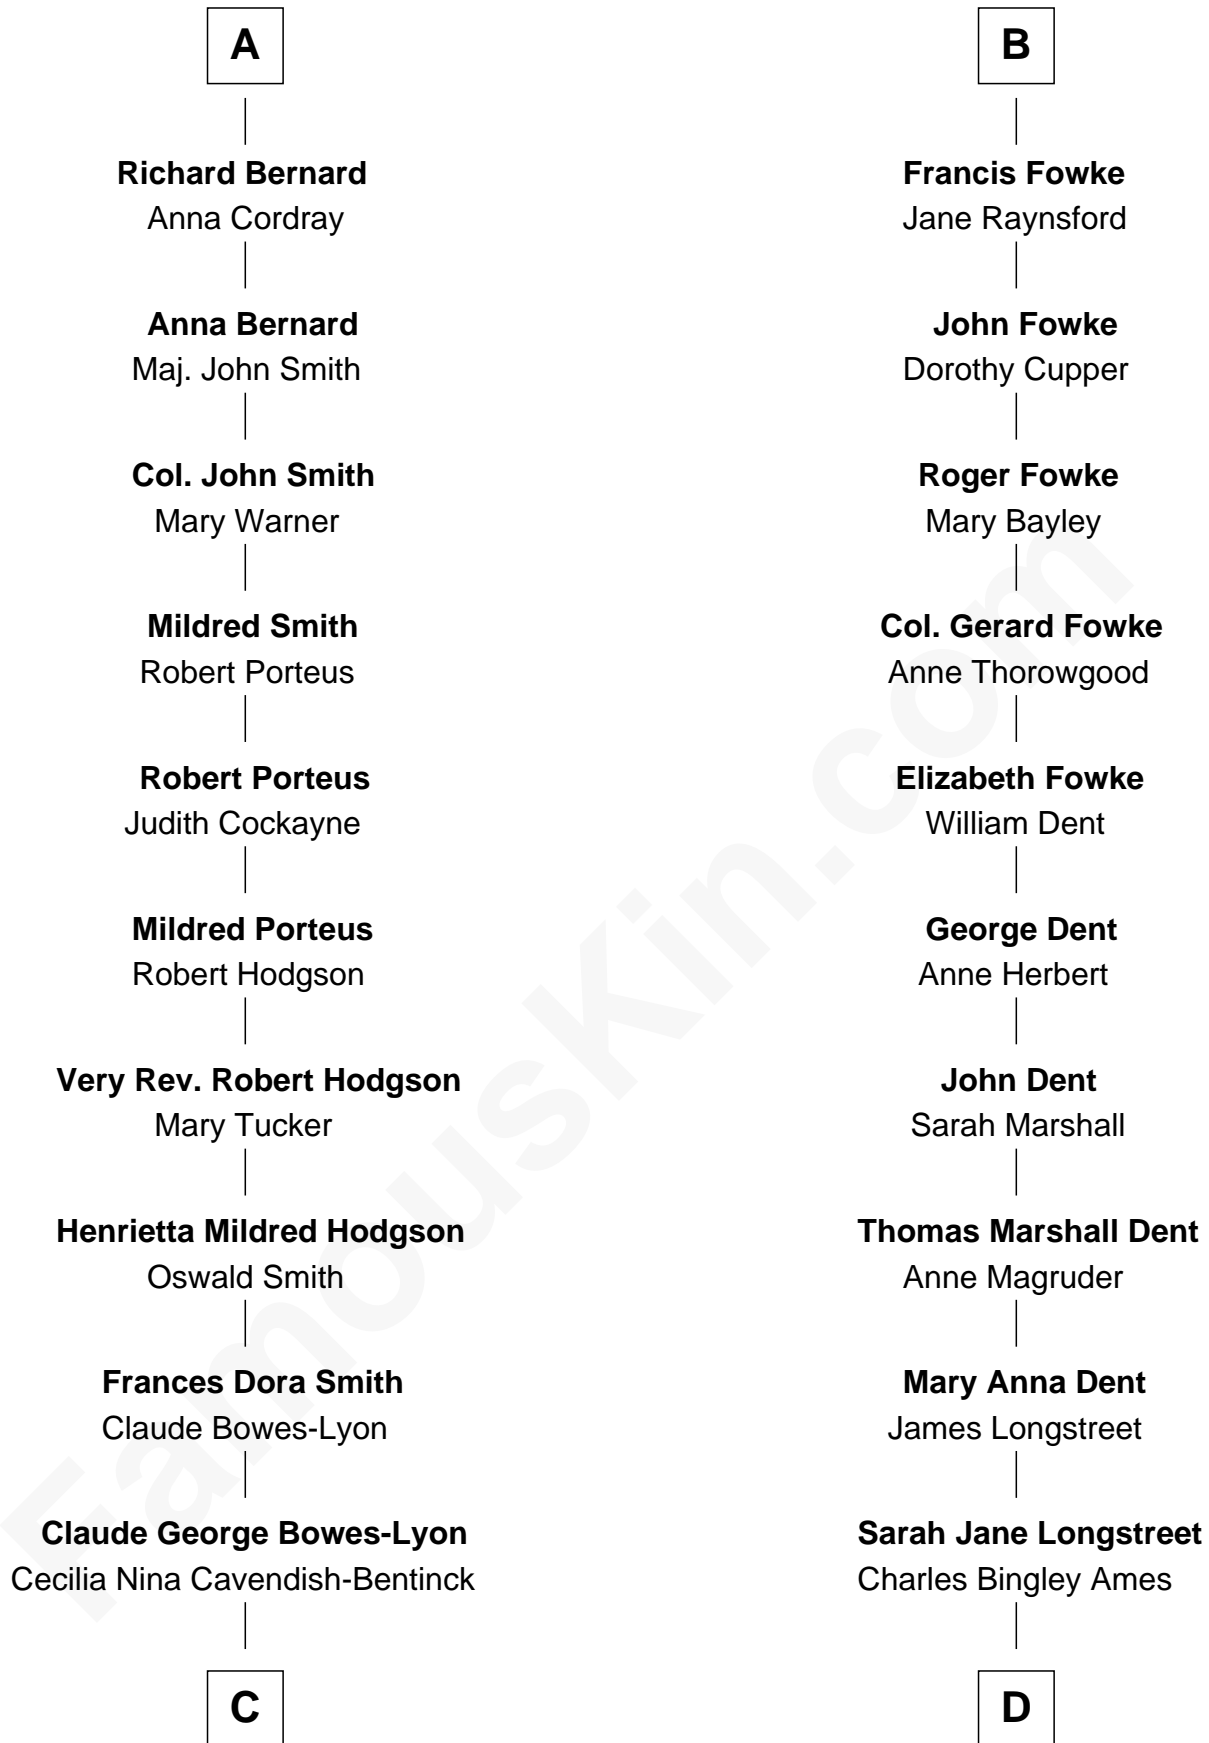 A
Richard Bernard
Anna Cordray
Anna Bernard
Maj. John Smith
Col. John Smith
Mary Warner
Mildred Smith
Robert Porteus
Robert Porteus
Judith Cockayne
Mildred Porteus
Robert Hodgson
Very Rev. Robert Hodgson
Mary Tucker
Henrietta Mildred Hodgson
Oswald Smith
Frances Dora Smith
Claude Bowes-Lyon
Claude George Bowes-Lyon
Cecilia Nina Cavendish-Bentinck
C
B
Francis Fowke
Jane Raynsford
John Fowke
Dorothy Cupper
Roger Fowke
Mary Bayley
Col. Gerard Fowke
Anne Thorowgood
Elizabeth Fowke
William Dent
George Dent
Anne Herbert
John Dent
Sarah Marshall
Thomas Marshall Dent
Anne Magruder
Mary Anna Dent
James Longstreet
Sarah Jane Longstreet
Charles Bingley Ames
D
FamousKin.com